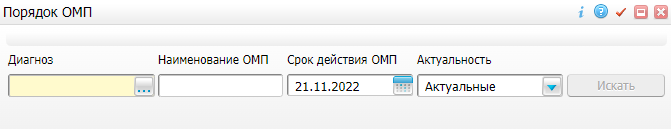 Порядок ОМП
Диагноз Наименование ОМП Срок действия ОМП Актуальность
... 21.11.2022 Актуальные Искать